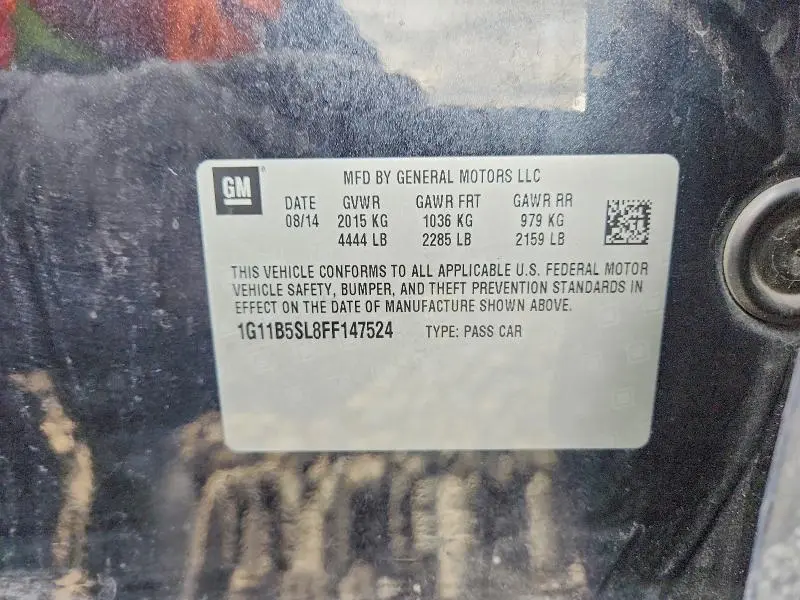 GM
MFD BY GENERAL MOTORS LLC
DATE GVWR GAWR FRT GAWR RR
08/14 2015 KG 1036 KG 979 KG
4444 LB 2285 LB 2159 LB
THIS VEHICLE CONFORMS TO ALL APPLICABLE U.S. FEDERAL MOTOR
VEHICLE SAFETY, BUMPER, AND THEFT PREVENTION STANDARDS IN
EFFECT ON THE DATE OF MANUFACTURE SHOWN ABOVE.
1G11B5SL8FF147524 TYPE: PASS CAR